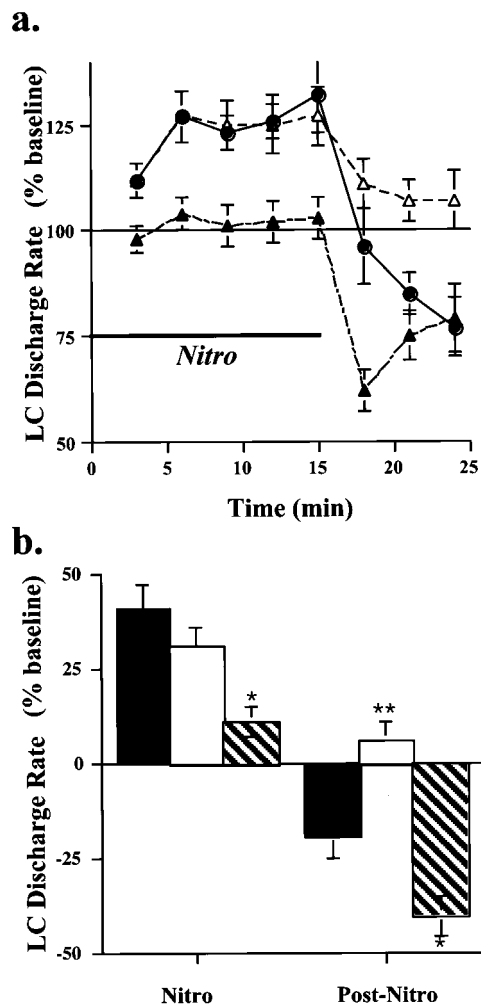 a.
LC Discharge Rate (% baseline)
125
100
75
50
Nitro
0
5
10
15
20
25
Time (min)
b.
LC Discharge Rate (% baseline)
50
25
0
-25
-50
*
**
*
Nitro
Post-Nitro